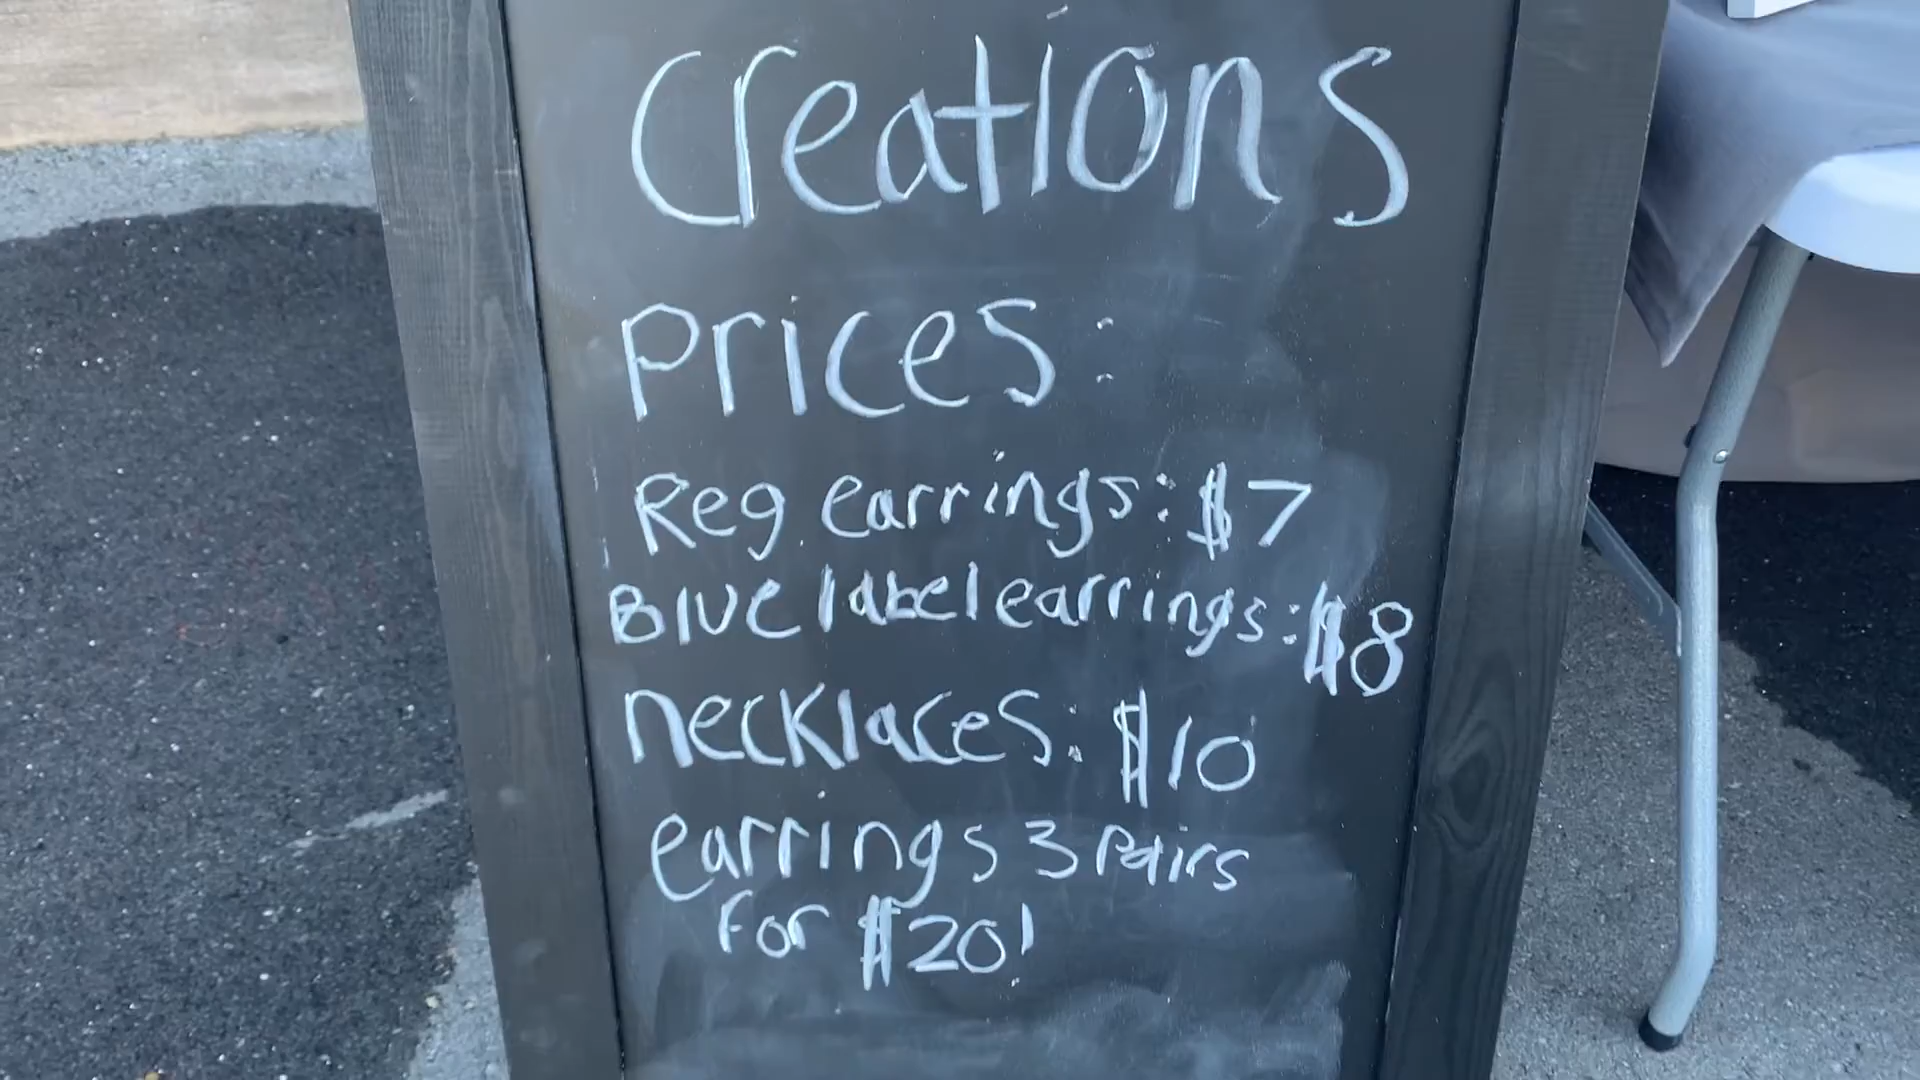 Creations
Prices:
Reg earrings: $7
Blue label earrings: $8
necklaces: $10
earrings 3 Pairs
For $20!